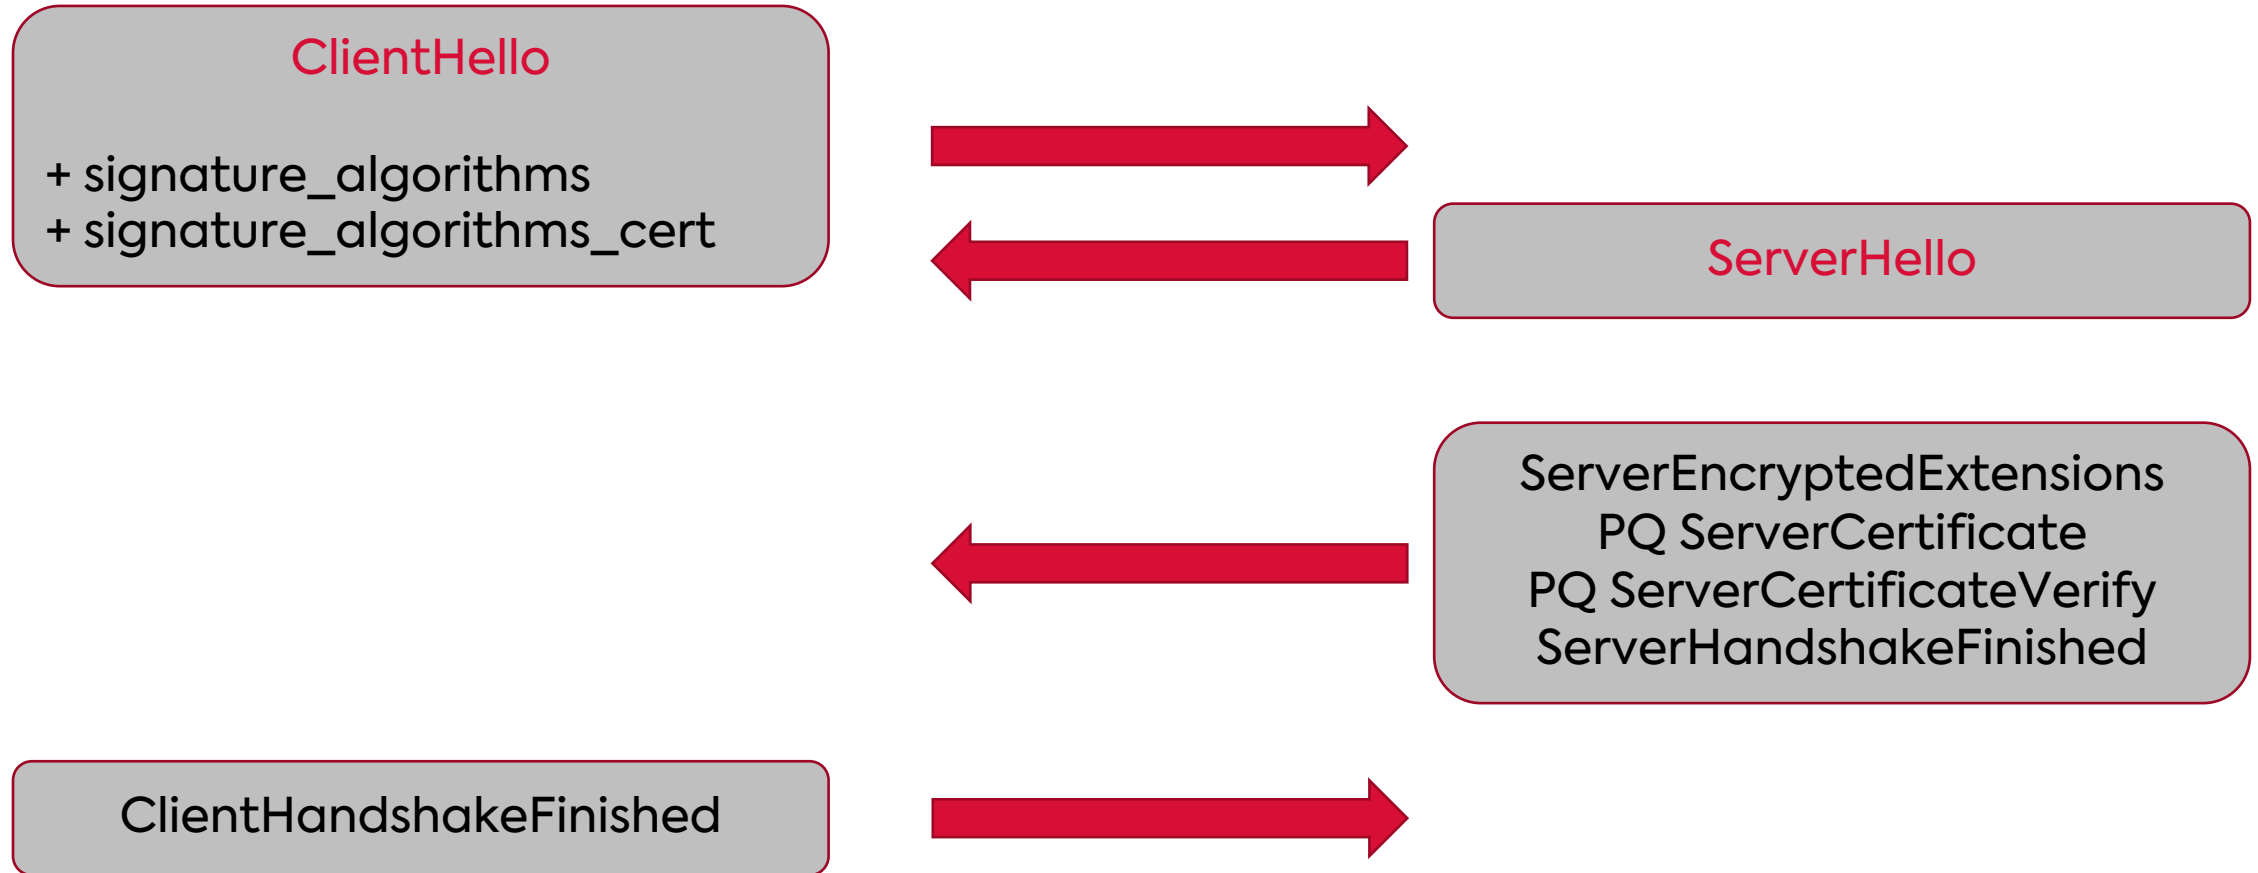 ClientHello
+ signature_algorithms
+ signature_algorithms_cert
ServerHello
ServerEncryptedExtensions
PQ ServerCertificate
PQ ServerCertificateVerify
ServerHandshakeFinished
ClientHandshakeFinished